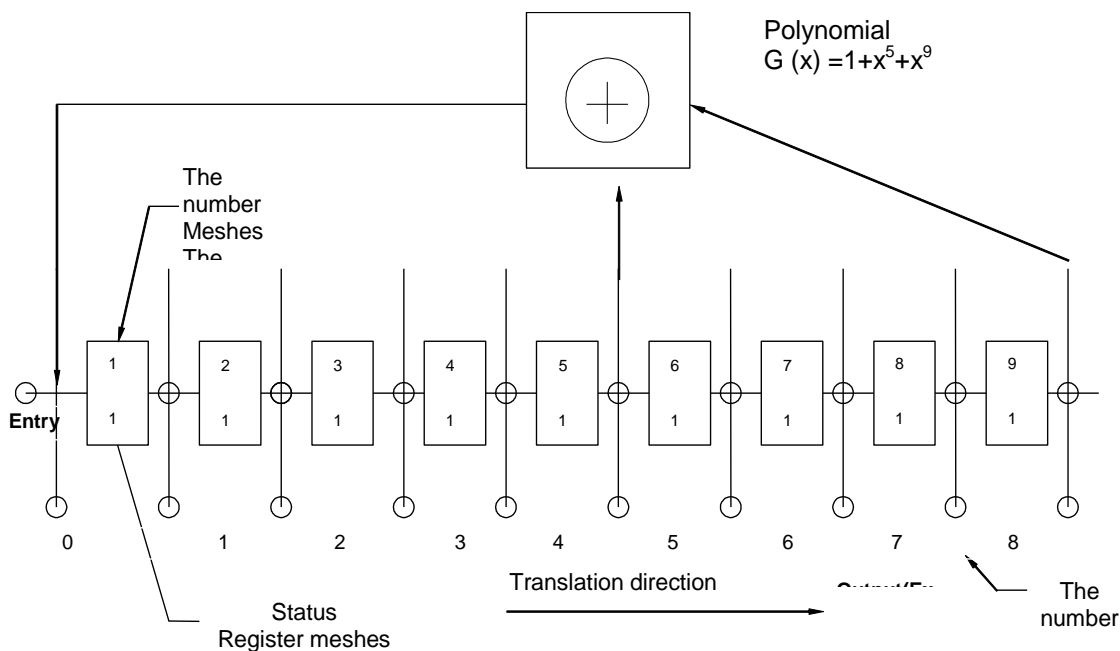 Polynomial
G (x) =1+x⁵+x⁹
The
number
Meshes
The
1 2 3 4 5 6 7 8 9
Entry
1 1 1 1 1 1 1 1 1
0 1 2 3 4 5 6 7 8
Translation direction
The
number
Status
Register meshes